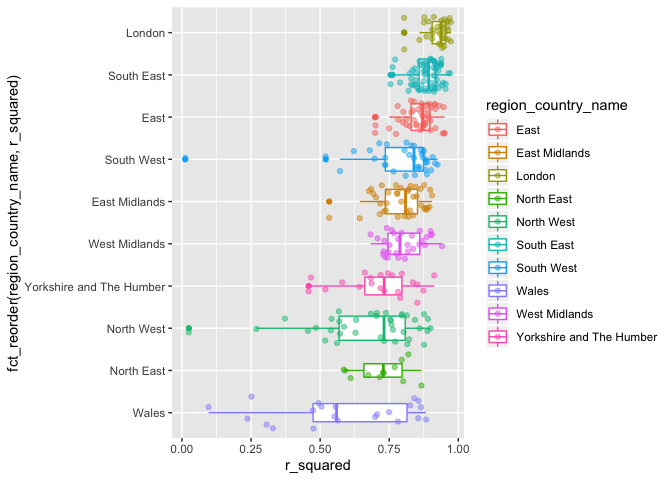 fct_reorder(region_country_name, r_squared)
London
South East
East
South West
East Midlands
West Midlands
Yorkshire and The Humber
North West
North East
Wales
0.00 0.25 0.50 0.75 1.00
r_squared
region_country_name
East
East Midlands
London
North East
North West
South East
South West
Wales
West Midlands
Yorkshire and The Humber